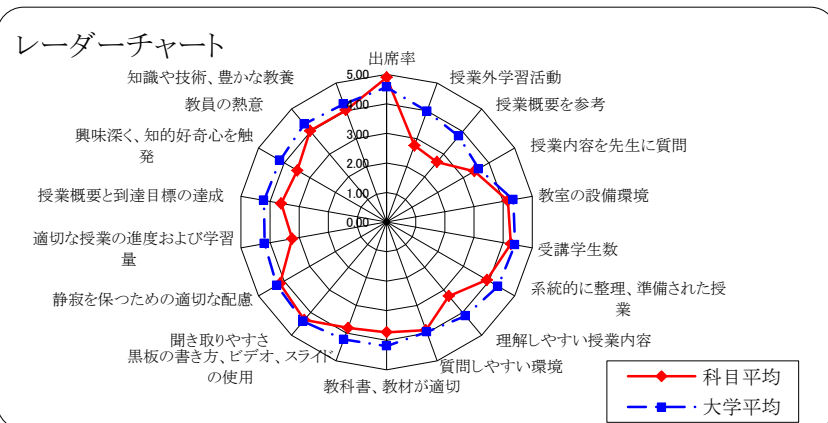 レーダーチャート
出席率
授業外学習活動
授業概要を参考
授業内容を先生に質問
教室の設備環境
受講学生数
系統的に整理、準備された授
業
理解しやすい授業内容
質問しやすい環境
教科書、教材が適切
黒板の書き方、ビデオ、スライド
の使用
聞き取りやすさ
静寂を保つための適切な配慮
適切な授業の進度および学習
量
授業概要と到達目標の達成
興味深く、知的好奇心を触
発
教員の熱意
知識や技術、豊かな教養
5.00
4.00
3.00
2.00
1.00
0.00
科目平均
大学平均